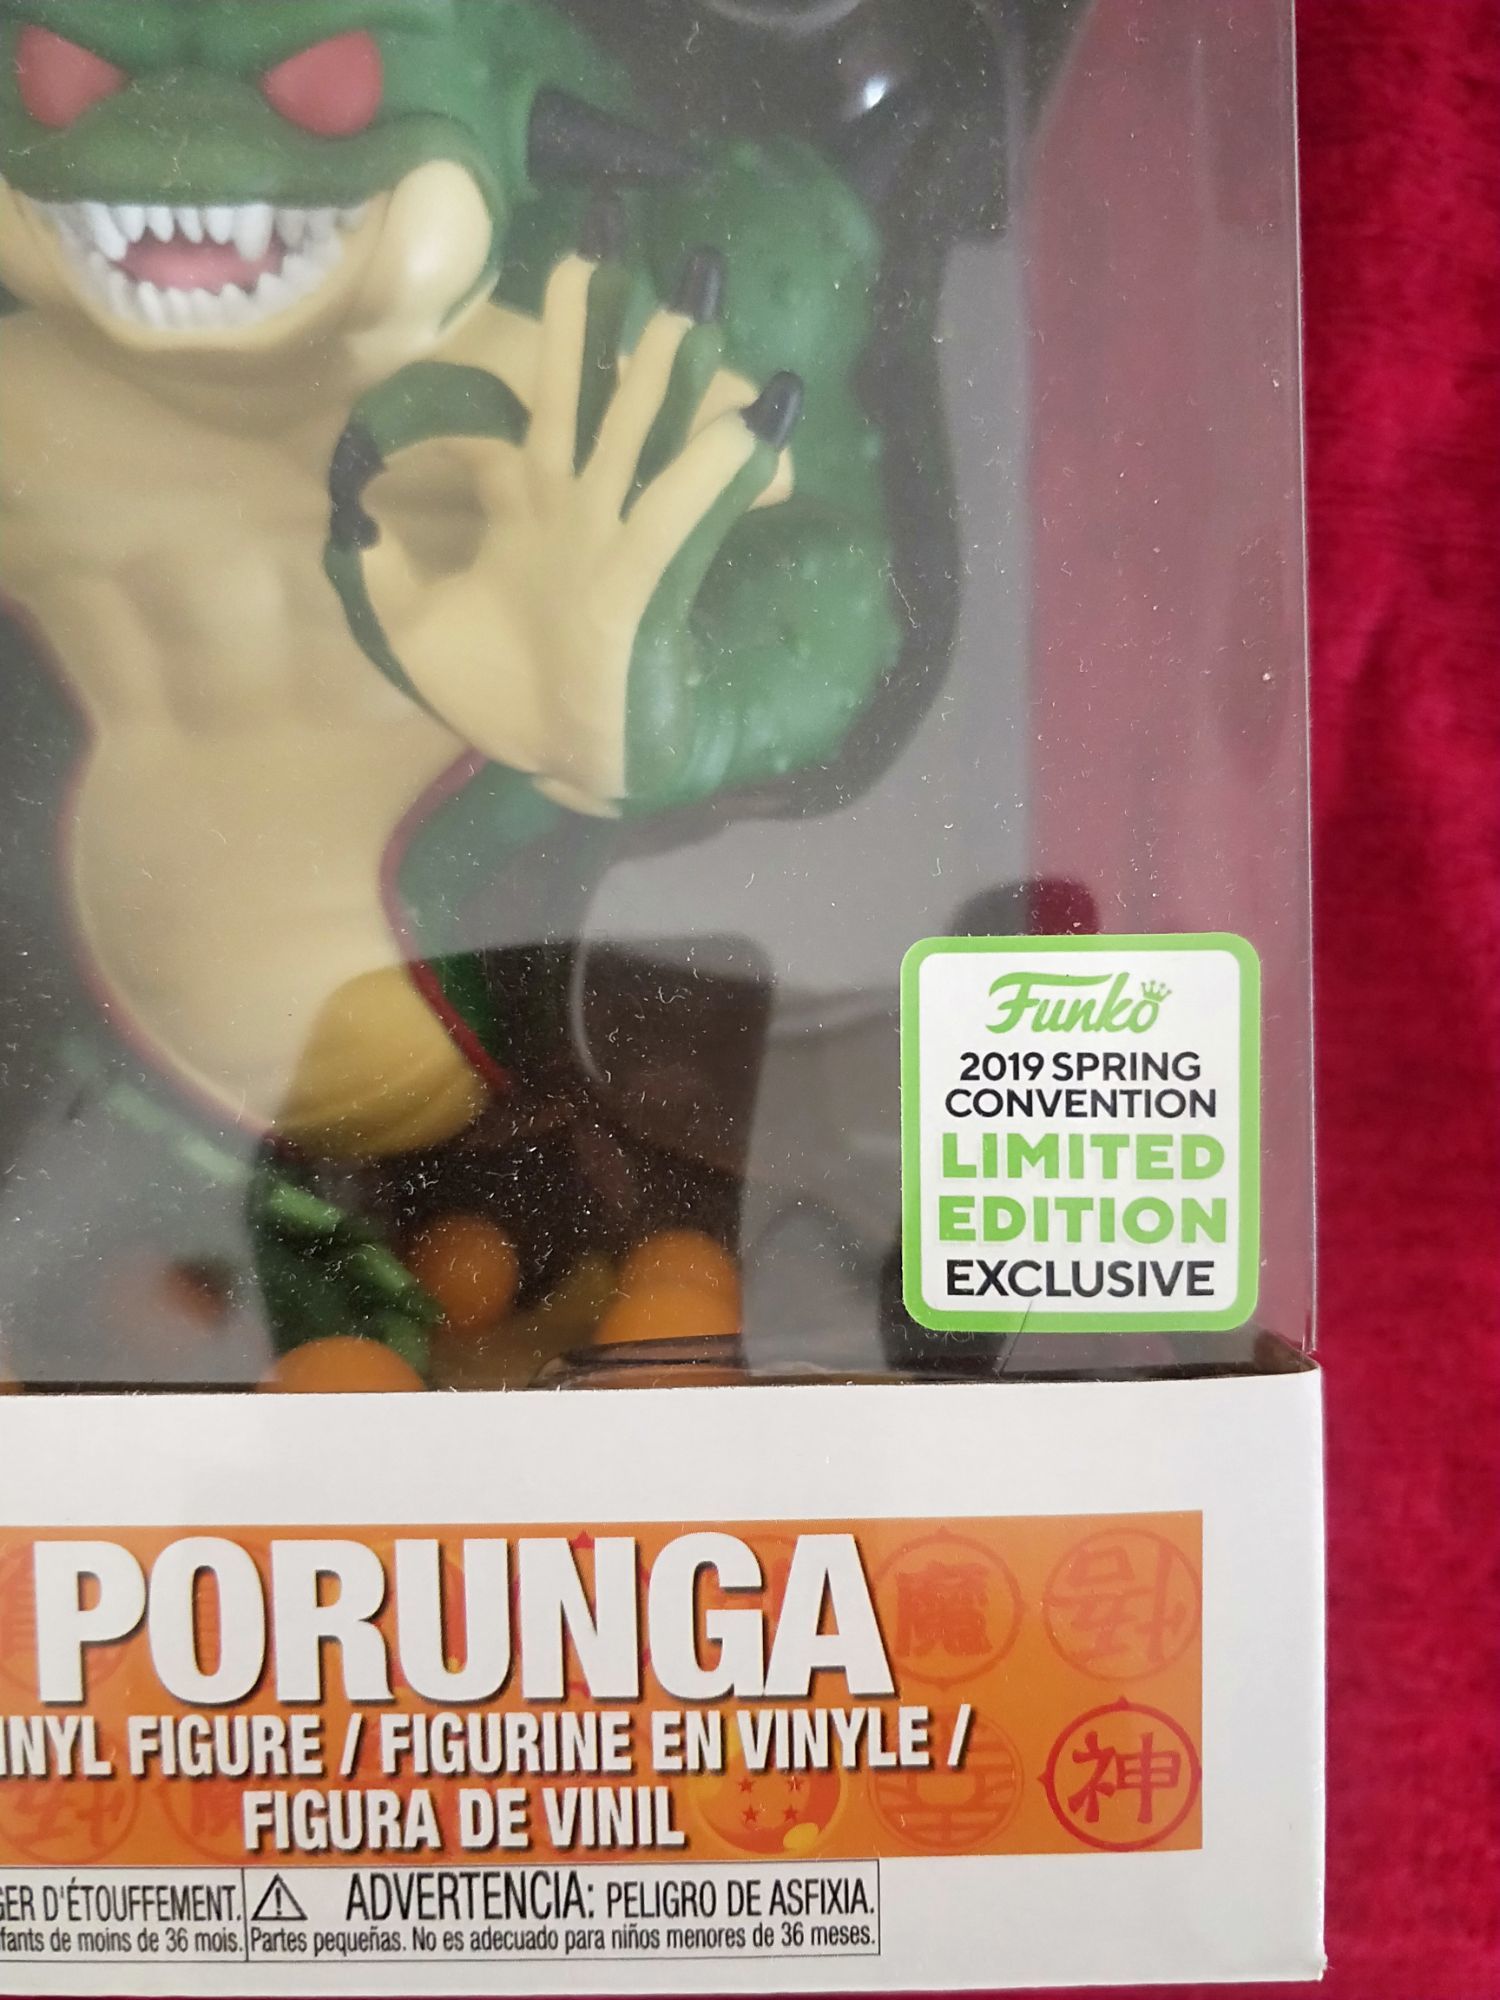 Funko
2019 SPRING
CONVENTION
LIMITED
EDITION
EXCLUSIVE
PORUNGA
INYL FIGURE / FIGURINE EN VINYLE /
FIGURA DE VINIL
魔
悟
神
GER D'ÉTOUFFEMENT.
fants de moins de 36 mois.
⚠ ADVERTENCIA: PELIGRO DE ASFIXIA.
Partes pequeñas. No es adecuado para niños menores de 36 meses.